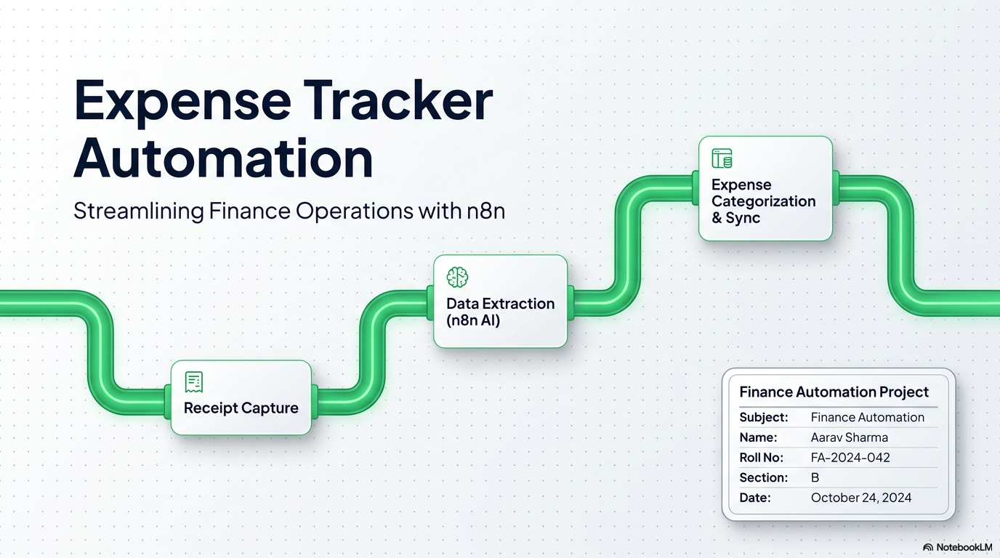 Expense Tracker
Automation
Streamlining Finance Operations with n8n
Receipt Capture
Data Extraction
(n8n AI)
Expense
Categorization
& Sync
Finance Automation Project
Subject: Finance Automation
Name: Aarav Sharma
Roll No: FA-2024-042
Section: B
Date: October 24, 2024
NotebookLM